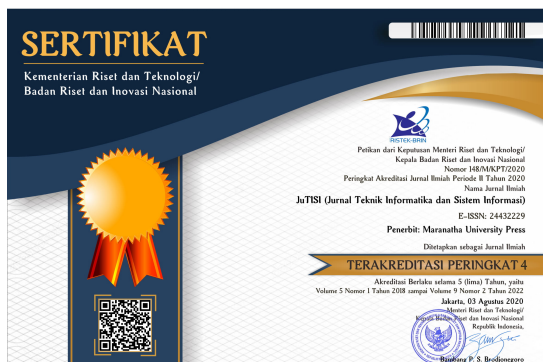 SERTIFIKAT
Kementerian Riset dan Teknologi/
Badan Riset dan Inovasi Nasional
RISTEK-BRIN
Petikan dari Keputusan Menteri Riset dan Teknologi/
Kepala Badan Riset dan Inovasi Nasional
Nomor 148/M/KPT/2020
Peringkat Akreditasi Jurnal Ilmiah Periode II Tahun 2020
Nama Jurnal Ilmiah
JuTISI (Jurnal Teknik Informatika dan Sistem Informasi)
E-ISSN: 24432229
Penerbit: Maranatha University Press
Ditetapkan sebagai Jurnal Ilmiah
TERAKREDITASI PERINGKAT 4
Akreditasi Berlaku selama 5 (lima) Tahun, yaitu
Volume 5 Nomor 1 Tahun 2018 sampai Volume 9 Nomor 2 Tahun 2022
Jakarta, 03 Agustus 2020
Menteri Riset dan Teknologi/
Kepala Badan Riset dan Inovasi Nasional
Republik Indonesia,
Bambang P. S. Brodjonegoro